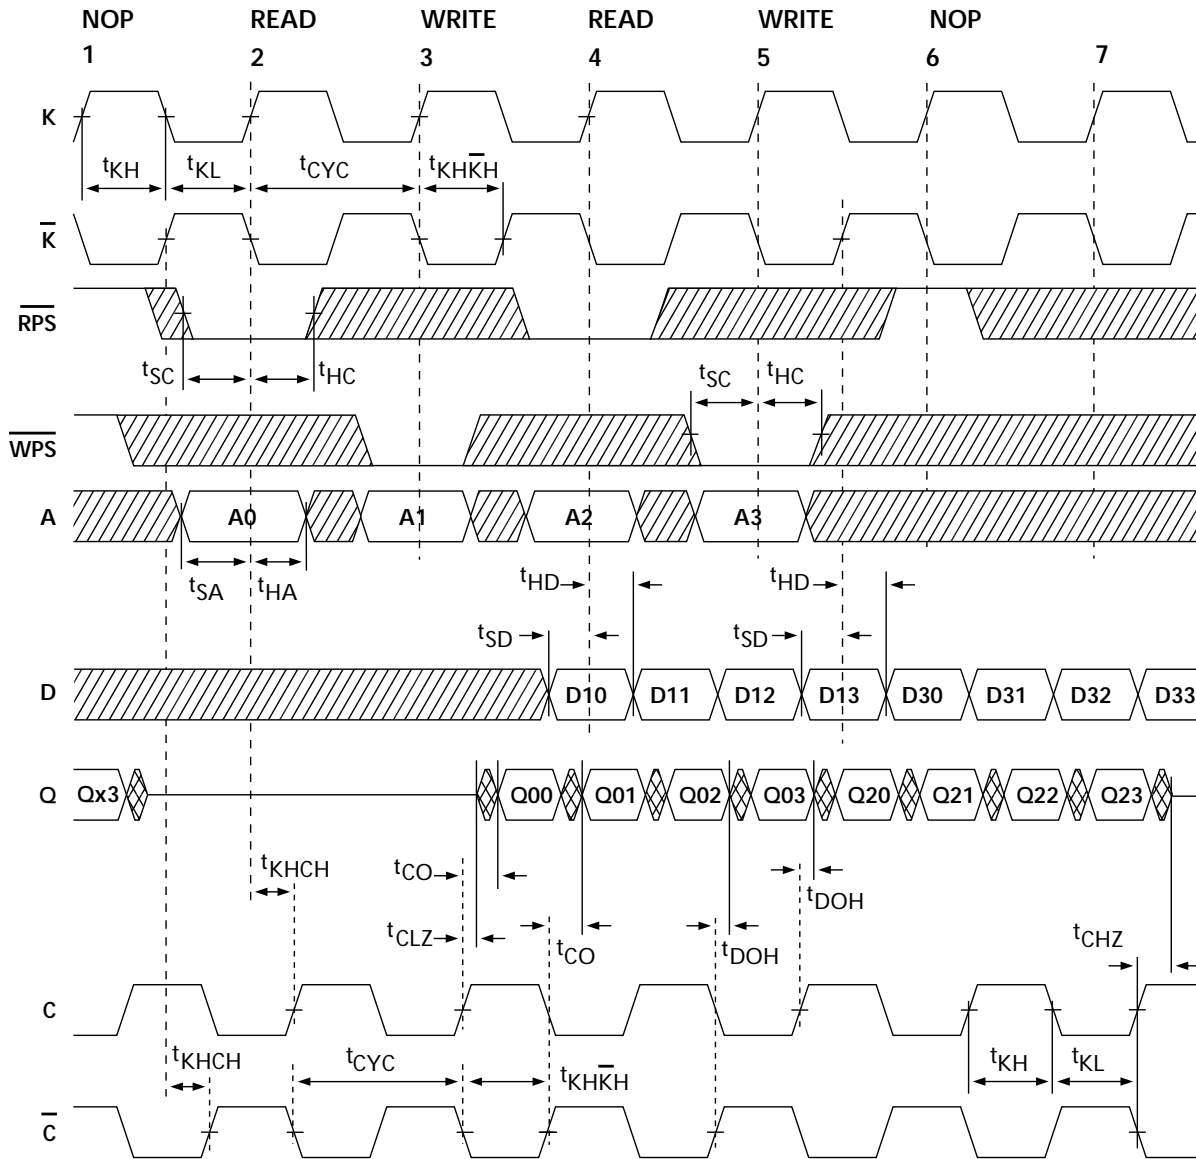 NOP READ WRITE READ WRITE NOP
1 2 3 4 5 6 7
K
tKH tKL tCYC tKHK̅H
K̅
R̅P̅S̅
tSC tHC tSC tHC
W̅P̅S̅
A A0 A1 A2 A3
tSA tHA tHD tHD
tSD tSD
D D10 D11 D12 D13 D30 D31 D32 D33
Q Qx3 Q00 Q01 Q02 Q03 Q20 Q21 Q22 Q23
tKHCH tCO tDOH
tCLZ tCO tDOH tCHZ
C
tKHCH tCYC tKHK̅H tKH tKL
C̅